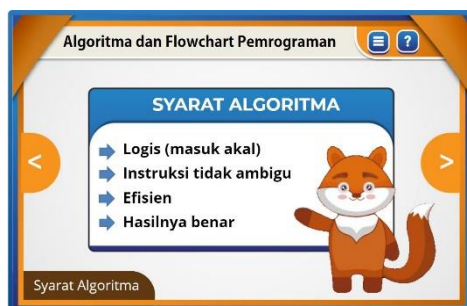 Algoritma dan Flowchart Pemrograman
?
SYARAT ALGORITMA
Logis (masuk akal)
Instruksi tidak ambigu
Efisien
Hasilnya benar
<
>
Syarat Algoritma